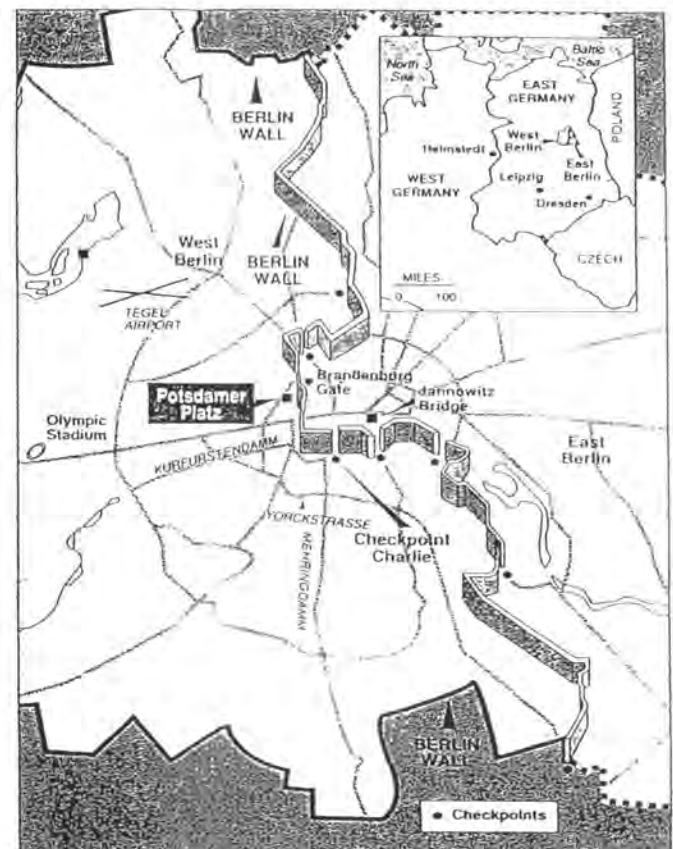 BERLIN
WALL
North
Sea
Baltic
Sea
EAST
GERMANY
POLAND
West
Berlin
Helmstedt
East
Berlin
Leipzig
WEST
GERMANY
Dresden
CZECH
MILES
0 100
West
Berlin
BERLIN
WALL
TEGEL
AIRPORT
Brandenburg
Gate
Jannowitz
Bridge
Potsdamer
Platz
Olympic
Stadium
KURFURSTENDAMM
East
Berlin
YORCKSTRASSE
Checkpoint
Charlie
MEHRINGDAMM
BERLIN
WALL
Checkpoints